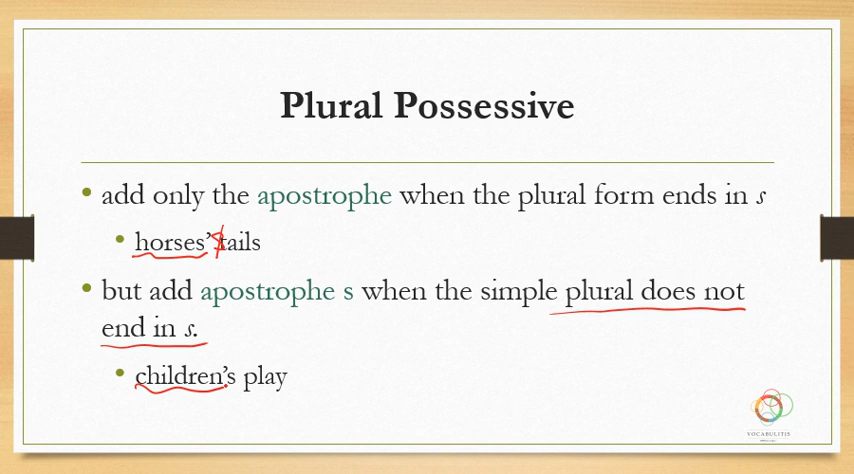 Plural Possessive
• add only the apostrophe when the plural form ends in s
• horses’ tails
• but add apostrophe s when the simple plural does not
end in s.
• children’s play
VOCABULITIS